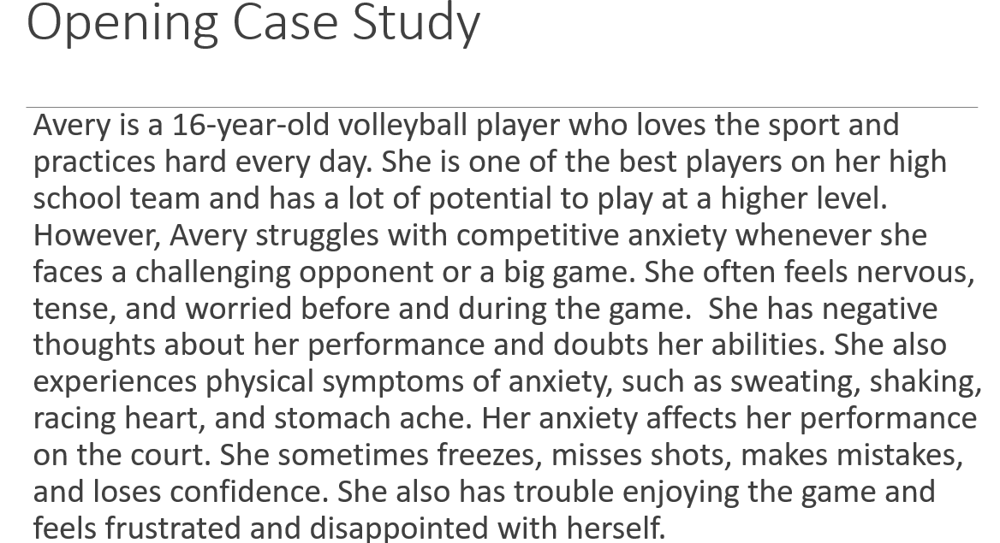 Opening Case Study
Avery is a 16-year-old volleyball player who loves the sport and
practices hard every day. She is one of the best players on her high
school team and has a lot of potential to play at a higher level.
However, Avery struggles with competitive anxiety whenever she
faces a challenging opponent or a big game. She often feels nervous,
tense, and worried before and during the game.  She has negative
thoughts about her performance and doubts her abilities. She also
experiences physical symptoms of anxiety, such as sweating, shaking,
racing heart, and stomach ache. Her anxiety affects her performance
on the court. She sometimes freezes, misses shots, makes mistakes,
and loses confidence. She also has trouble enjoying the game and
feels frustrated and disappointed with herself.